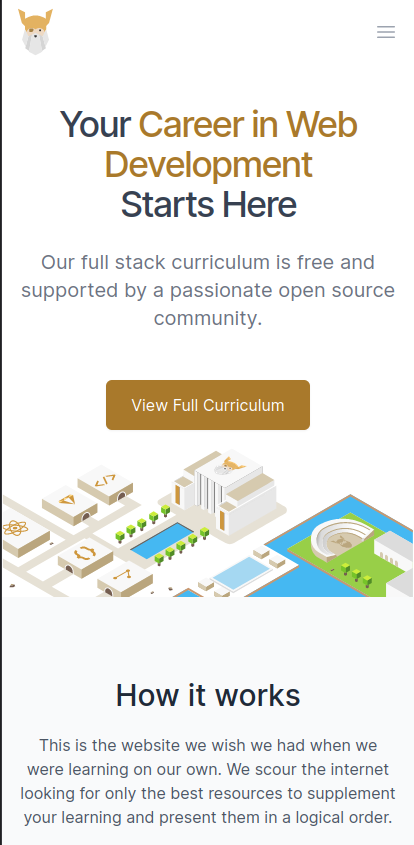 Your Career in Web
Development
Starts Here
Our full stack curriculum is free and
supported by a passionate open source
community.
View Full Curriculum
</>
How it works
This is the website we wish we had when we
were learning on our own. We scour the internet
looking for only the best resources to supplement
your learning and present them in a logical order.